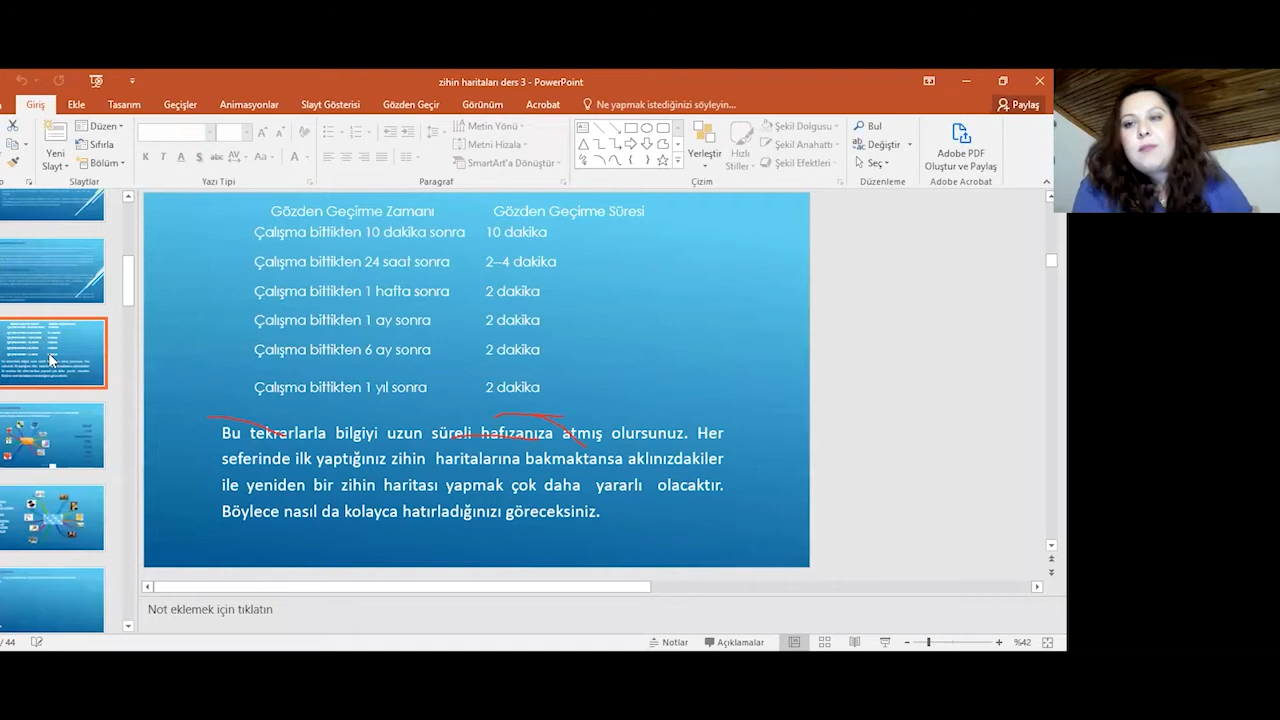 zihin haritaları ders 3 - PowerPoint
Giriş Ekle Tasarım Geçişler Animasyonlar Slayt Gösterisi Gözden Geçir Görünüm Acrobat Ne yapmak istediğinizi söyleyin... Paylaş
Yeni Slayt
Düzen
Sıfırla
Bölüm
Slaytlar
K T A S abc AV Aa A
Yazı Tipi
Metin Yönü
Metni Hizala
SmartArt'a Dönüştür
Paragraf
Yerleştir
Hızlı Stiller
Şekil Dolgusu
Şekil Anahattı
Şekil Efektleri
Çizim
Bul
Değiştir
Seç
Düzenleme
Adobe PDF
Oluştur ve Paylaş
Adobe Acrobat
Gözden Geçirme Zamanı Gözden Geçirme Süresi
Çalışma bittikten 10 dakika sonra 10 dakika
Çalışma bittikten 24 saat sonra 2–4 dakika
Çalışma bittikten 1 hafta sonra 2 dakika
Çalışma bittikten 1 ay sonra 2 dakika
Çalışma bittikten 6 ay sonra 2 dakika
Çalışma bittikten 1 yıl sonra 2 dakika
Bu tekrarlarla bilgiyi uzun süreli hafızanıza atmış olursunuz. Her
seferinde ilk yaptığınız zihin haritalarına bakmaktansa aklınızdakiler
ile yeniden bir zihin haritası yapmak çok daha yararlı olacaktır.
Böylece nasıl da kolayca hatırladığınızı göreceksiniz.
Not eklemek için tıklatın
/ 44 Notlar Açıklamalar %42